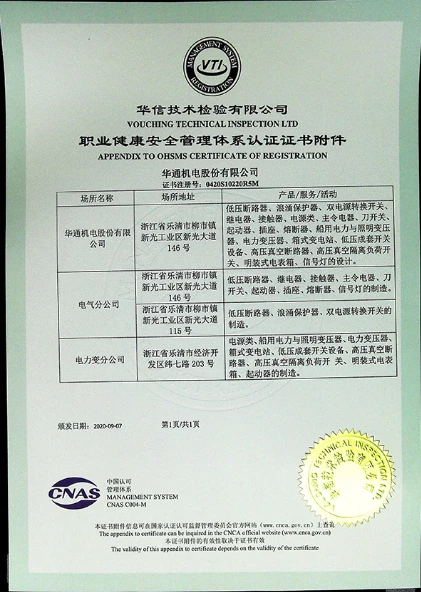 MANAGEMENT SYSTEM
VTI
REGISTRATION
华信技术检验有限公司
VOUCHING TECHNICAL INSPECTION LTD
职业健康安全管理体系认证证书附件
APPENDIX TO OHSMS CERTIFICATE OF REGISTRATION
华通机电股份有限公司
证书注册号: 0420S10220R5M
场所名称 场所地址 产品/服务/活动
华通机电股份有限公司
浙江省乐清市柳市镇
新光工业区新光大道
146 号
低压断路器、浪涌保护器、双电源转换开关、
继电器、接触器、电源类、主令电器、刀开关、
起动器、插座、熔断器、船用电力与照明变压
器、电力变压器、箱式变电站、低压成套开关
设备、高压真空断路器、高压真空隔离负荷开
关、明装式电表箱、信号灯的设计。
电气分公司
浙江省乐清市柳市镇
新光工业区新光大道
146 号
低压断路器、继电器、接触器、主令电器、刀
开关、起动器、插座、熔断器、信号灯的制造。
浙江省乐清市柳市镇
新光工业区新光大道
115 号
低压断路器、浪涌保护器、双电源转换开关的
制造。
电力变分公司
浙江省乐清市经济开
发区纬七路 203 号
电源类、船用电力与照明变压器、电力变压器、
箱式变电站、低压成套开关设备、高压真空断
路器、高压真空隔离负荷开 关、明装式电表
箱、起动器的制造。
颁发日期: 2020-09-07 第1页/共1页
CNAS
中国认可
管理体系
MANAGEMENT SYSTEM
CNAS C004-M
TECHNICAL INSPECTION
本证书附件信息可在国家认证认可监督管理委员会官方网站 (www.cnca.gov.cn) 上查询
The appendix to certificate can be inquired in the CNCA official website (www.cnca.gov.cn)
本证书附件的有效性取决于证书有效
The validity of this appendix to certificate depends on the validity of the certificate